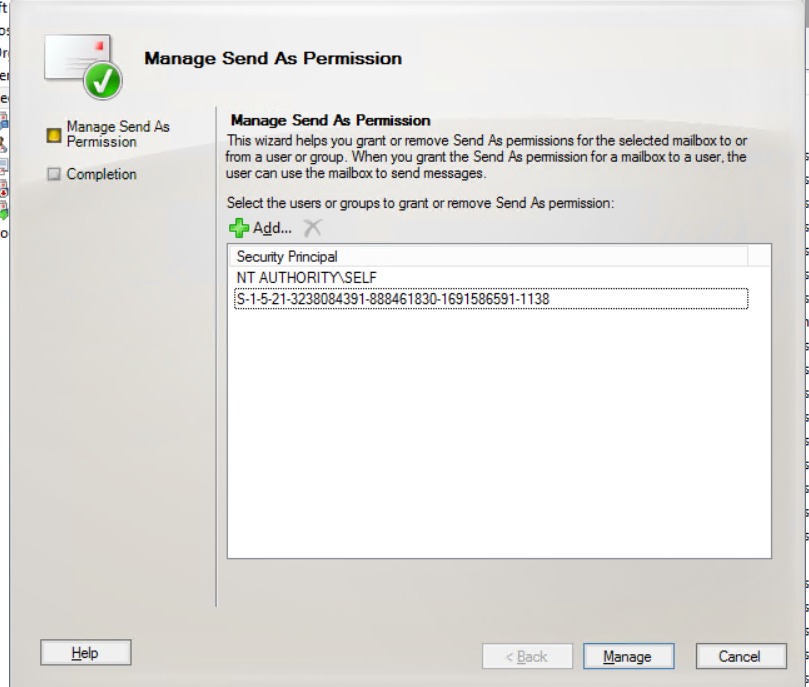 Manage Send As Permission
Manage Send As
Permission
Completion
Manage Send As Permission
This wizard helps you grant or remove Send As permissions for the selected mailbox to or
from a user or group. When you grant the Send As permission for a mailbox to a user, the
user can use the mailbox to send messages.
Select the users or groups to grant or remove Send As permission:
Add...
Security Principal
NT AUTHORITY\SELF
S-1-5-21-3238084391-888461830-1691586591-1138
Help
< Back
Manage
Cancel